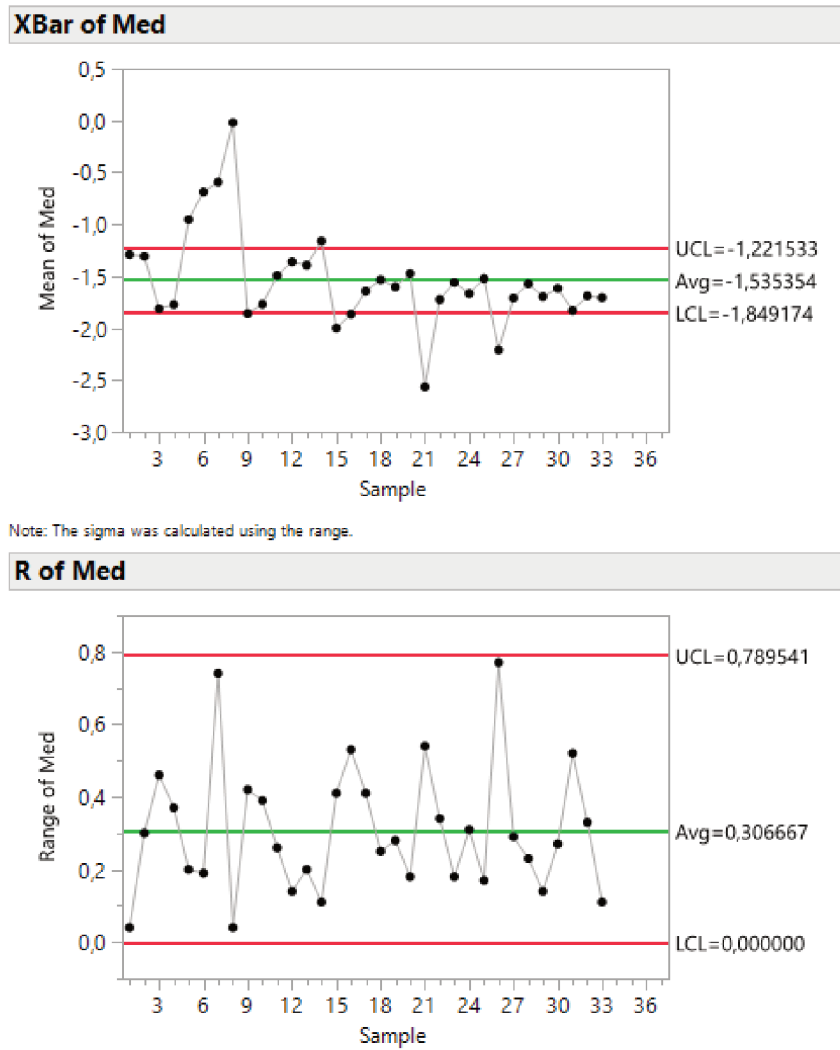 XBar of Med
0,5
0,0
-0,5
-1,0
-1,5
-2,0
-2,5
-3,0
Mean of Med
UCL=-1,221533
Avg=-1,535354
LCL=-1,849174
3 6 9 12 15 18 21 24 27 30 33 36
Sample
Note: The sigma was calculated using the range.
R of Med
0,8
0,6
0,4
0,2
0,0
Range of Med
UCL=0,789541
Avg=0,306667
LCL=0,000000
3 6 9 12 15 18 21 24 27 30 33 36
Sample